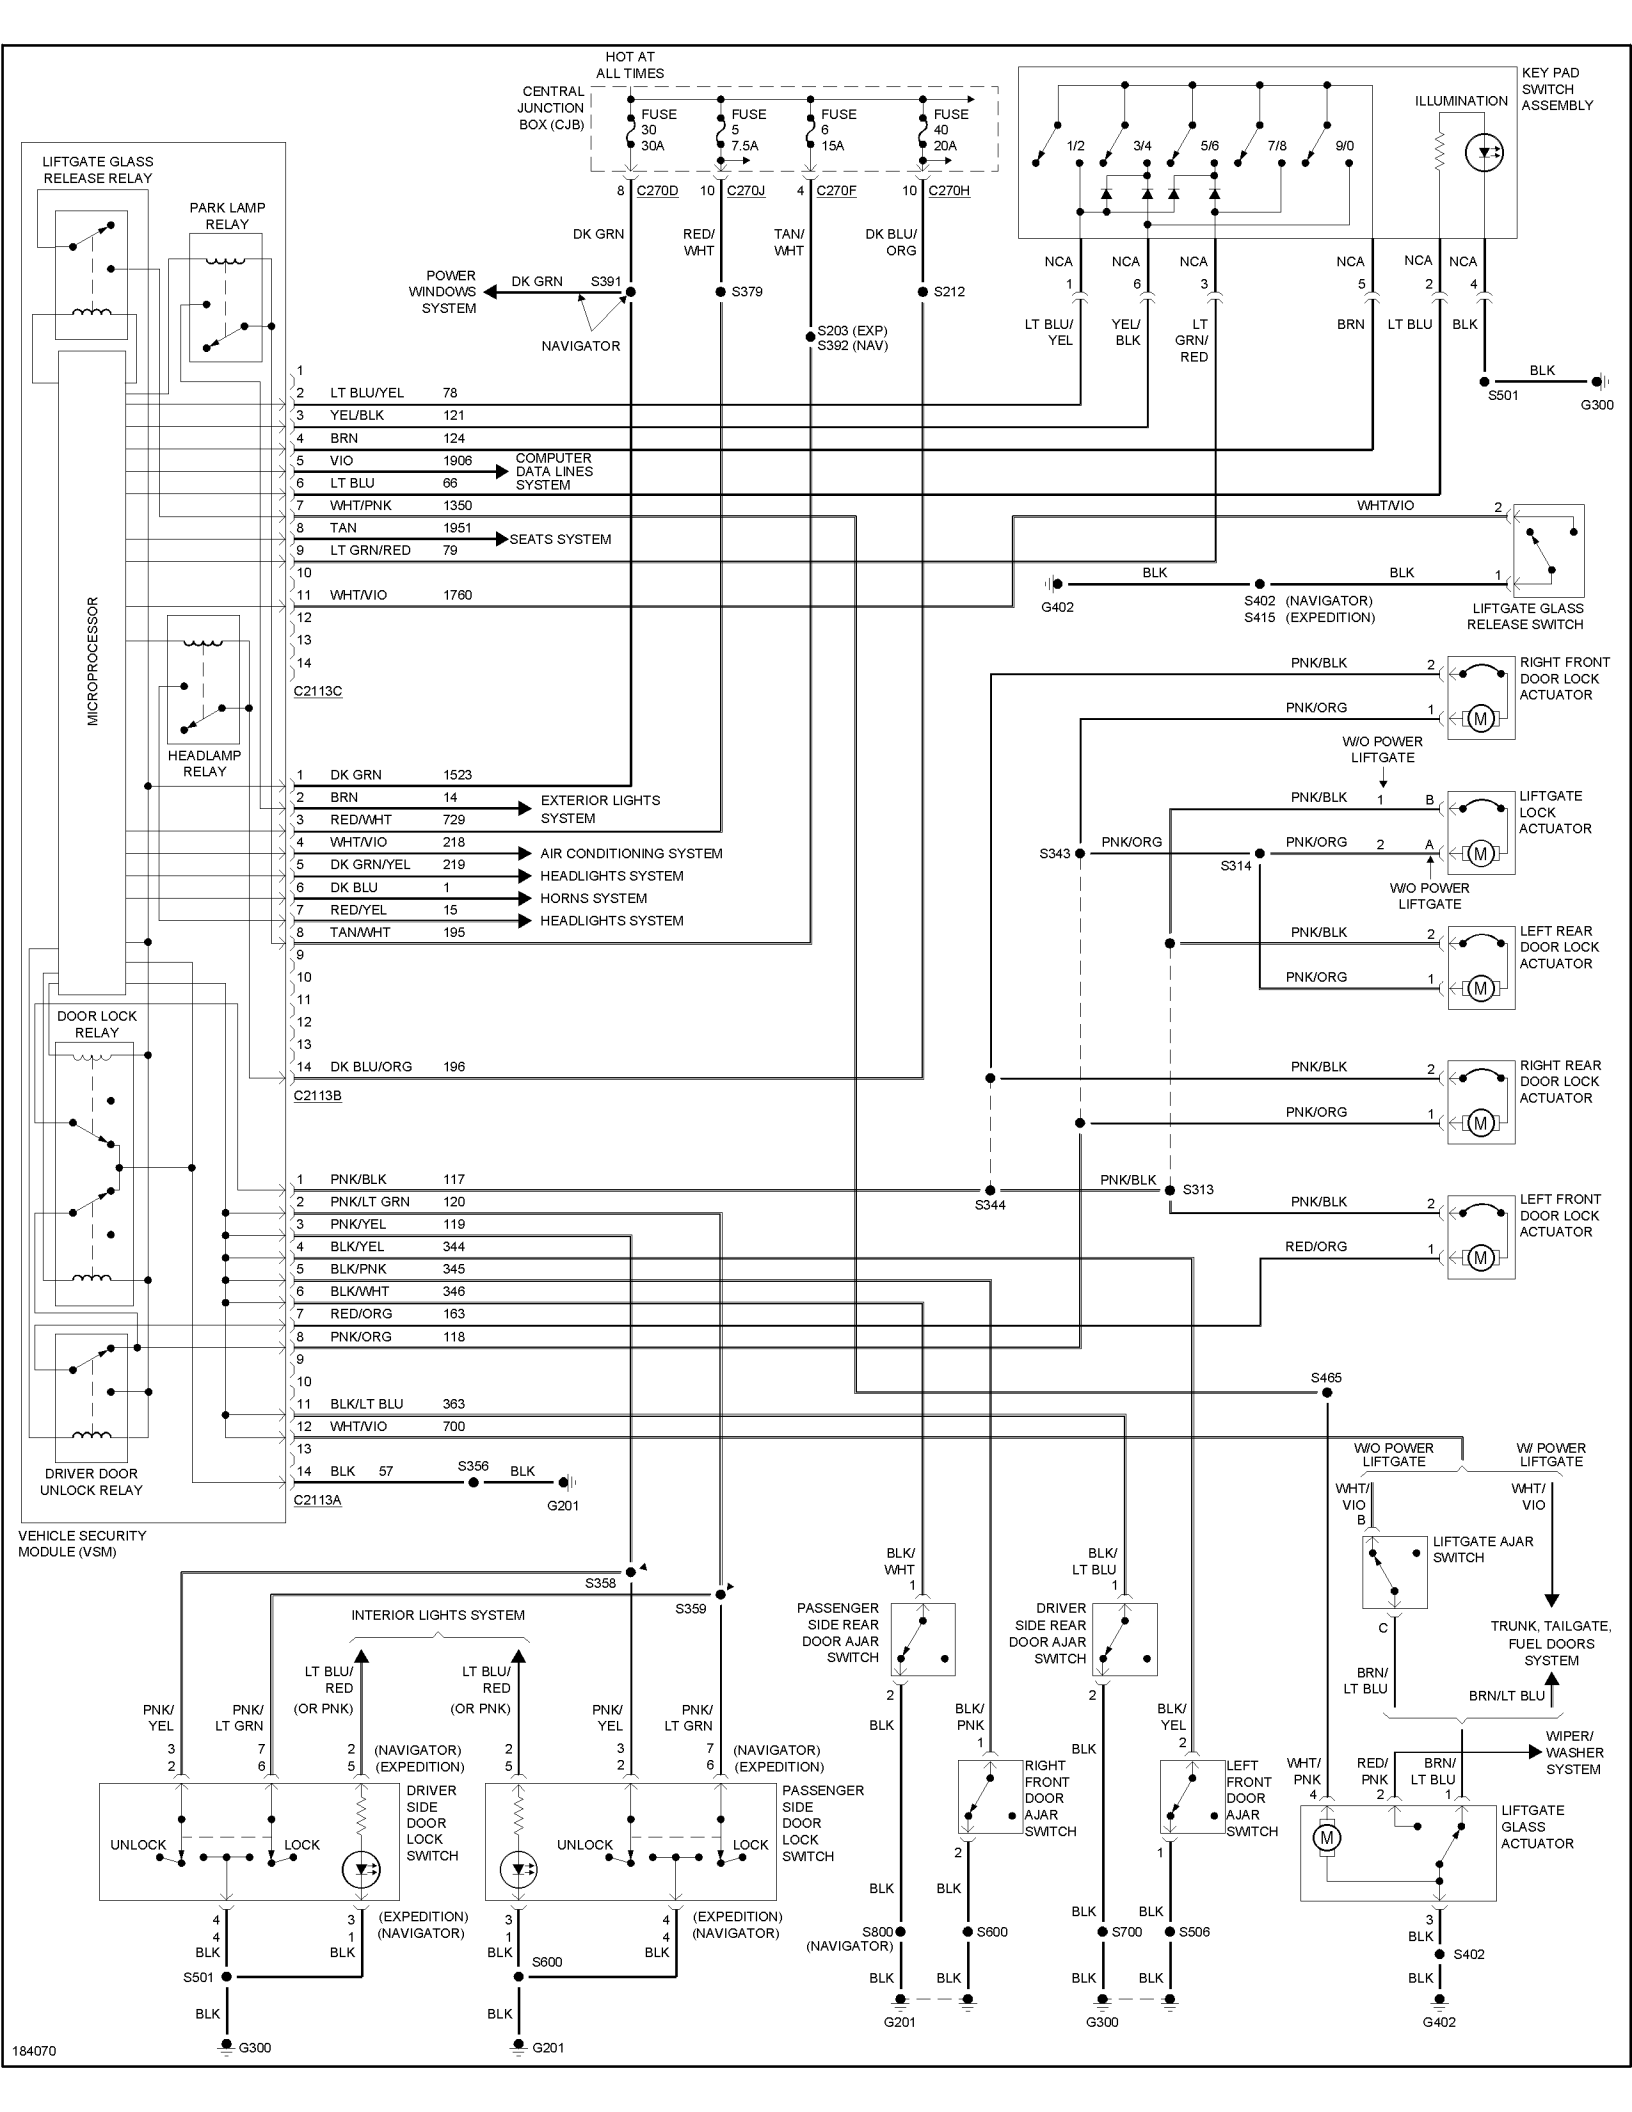 HOT AT
ALL TIMES
CENTRAL
JUNCTION
BOX (CJB)
FUSE
30
30A
FUSE
5
7.5A
FUSE
6
15A
FUSE
40
20A
8 C270D
10 C270J
4 C270F
10 C270H
KEY PAD
SWITCH
ASSEMBLY
ILLUMINATION
1/2
3/4
5/6
7/8
9/0
LIFTGATE GLASS
RELEASE RELAY
PARK LAMP
RELAY
DK GRN
RED/
WHT
TAN/
WHT
DK BLU/
ORG
NCA
NCA
NCA
NCA
NCA
NCA
1
6
3
5
2
4
POWER
WINDOWS
SYSTEM
DK GRN
S391
S379
S212
NAVIGATOR
S203 (EXP)
S392 (NAV)
LT BLU/
YEL
YEL/
BLK
LT
GRN/
RED
BRN
LT BLU
BLK
BLK
S501
G300
1
2 LT BLU/YEL 78
3 YEL/BLK 121
4 BRN 124
5 VIO 1906
COMPUTER
DATA LINES
SYSTEM
6 LT BLU 66
7 WHT/PNK 1350
8 TAN 1951
SEATS SYSTEM
9 LT GRN/RED 79
10
11 WHT/VIO 1760
12
13
14
C2113C
MICROPROCESSOR
WHT/VIO 2
BLK
BLK 1
G402
S402 (NAVIGATOR)
S415 (EXPEDITION)
LIFTGATE GLASS
RELEASE SWITCH
HEADLAMP
RELAY
PNK/BLK 2
PNK/ORG 1
M
RIGHT FRONT
DOOR LOCK
ACTUATOR
W/O POWER
LIFTGATE
PNK/BLK 1 B
PNK/ORG
PNK/ORG 2 A
M
S343
S314
W/O POWER
LIFTGATE
LIFTGATE
LOCK
ACTUATOR
1 DK GRN 1523
2 BRN 14
EXTERIOR LIGHTS
SYSTEM
3 RED/WHT 729
4 WHT/VIO 218
AIR CONDITIONING SYSTEM
5 DK GRN/YEL 219
HEADLIGHTS SYSTEM
6 DK BLU 1
HORNS SYSTEM
7 RED/YEL 15
HEADLIGHTS SYSTEM
8 TAN/WHT 195
9
10
11
12
13
14 DK BLU/ORG 196
C2113B
PNK/BLK 2
PNK/ORG 1
M
LEFT REAR
DOOR LOCK
ACTUATOR
DOOR LOCK
RELAY
PNK/BLK 2
PNK/ORG 1
M
RIGHT REAR
DOOR LOCK
ACTUATOR
1 PNK/BLK 117
2 PNK/LT GRN 120
3 PNK/YEL 119
4 BLK/YEL 344
5 BLK/PNK 345
6 BLK/WHT 346
7 RED/ORG 163
8 PNK/ORG 118
9
10
11 BLK/LT BLU 363
12 WHT/VIO 700
13
14 BLK 57
S356
BLK
G201
C2113A
S344
PNK/BLK
S313
PNK/BLK 2
RED/ORG 1
M
LEFT FRONT
DOOR LOCK
ACTUATOR
DRIVER DOOR
UNLOCK RELAY
VEHICLE SECURITY
MODULE (VSM)
S465
W/O POWER
LIFTGATE
W/ POWER
LIFTGATE
WHT/
VIO
B
WHT/
VIO
LIFTGATE AJAR
SWITCH
C
BRN/
LT BLU
TRUNK, TAILGATE,
FUEL DOORS
SYSTEM
BRN/LT BLU
WIPER/
WASHER
SYSTEM
WHT/
PNK
4
RED/
PNK
2
BRN/
LT BLU
1
LIFTGATE
GLASS
ACTUATOR
M
3
BLK
S402
BLK
G402
S358
S359
INTERIOR LIGHTS SYSTEM
LT BLU/
RED
(OR PNK)
LT BLU/
RED
(OR PNK)
PNK/
YEL
PNK/
LT GRN
PNK/
YEL
PNK/
LT GRN
3 7 2 (NAVIGATOR)
2 6 5 (EXPEDITION)
2 3 7 (NAVIGATOR)
5 2 6 (EXPEDITION)
DRIVER
SIDE
DOOR
LOCK
SWITCH
UNLOCK
LOCK
PASSENGER
SIDE
DOOR
LOCK
SWITCH
UNLOCK
LOCK
4 3 (EXPEDITION)
4 1 (NAVIGATOR)
BLK
BLK
S501
BLK
G300
3 4 (EXPEDITION)
1 4 (NAVIGATOR)
BLK
BLK
S600
BLK
G201
BLK/
WHT
1
PASSENGER
SIDE REAR
DOOR AJAR
SWITCH
2
BLK
BLK/
PNK
1
RIGHT
FRONT
DOOR
AJAR
SWITCH
2
BLK
BLK
S800
(NAVIGATOR)
S600
BLK
BLK
G201
BLK/
LT BLU
1
DRIVER
SIDE REAR
DOOR AJAR
SWITCH
2
BLK
BLK/
YEL
2
LEFT
FRONT
DOOR
AJAR
SWITCH
1
BLK
BLK
S700
S506
BLK
BLK
G300
184070